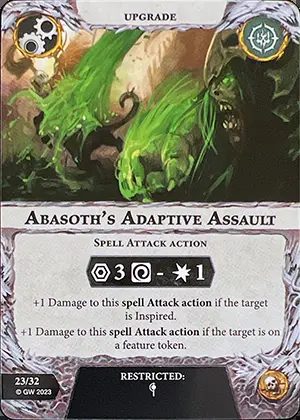 UPGRADE
ABASOTH'S ADAPTIVE ASSAULT
SPELL ATTACK ACTION
3 - 1
+1 Damage to this spell Attack action if the target
is Inspired.
+1 Damage to this spell Attack action if the target is on
a feature token.
23/32
© GW 2023
RESTRICTED: